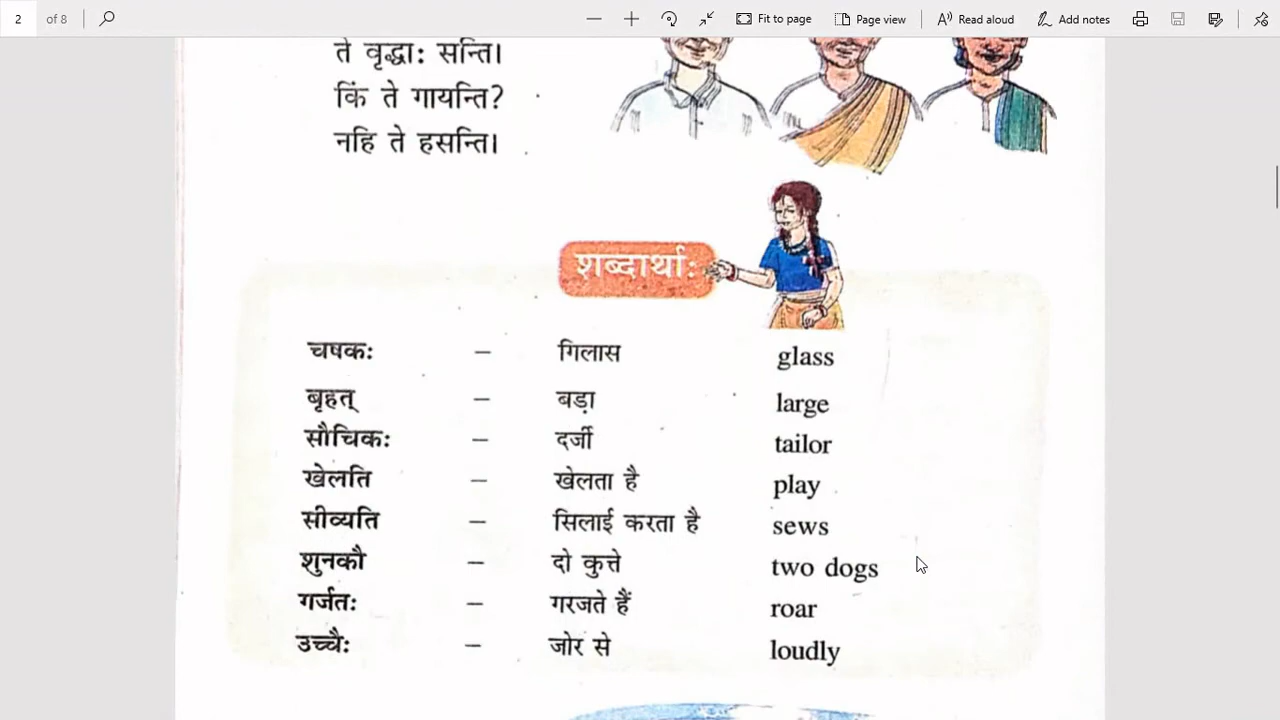 2 of 8 Fit to page Page view Read aloud Add notes
ते वृद्धाः सन्ति।
किं ते गायन्ति?
नहि ते हसन्ति।
शब्दार्थाः
चषकः – गिलास glass
बृहत् – बड़ा large
सौचिकः – दर्जी tailor
खेलति – खेलता है play
सीव्यति – सिलाई करता है sews
शुनकौ – दो कुत्ते two dogs
गर्जतः – गरजते हैं roar
उच्चैः – जोर से loudly